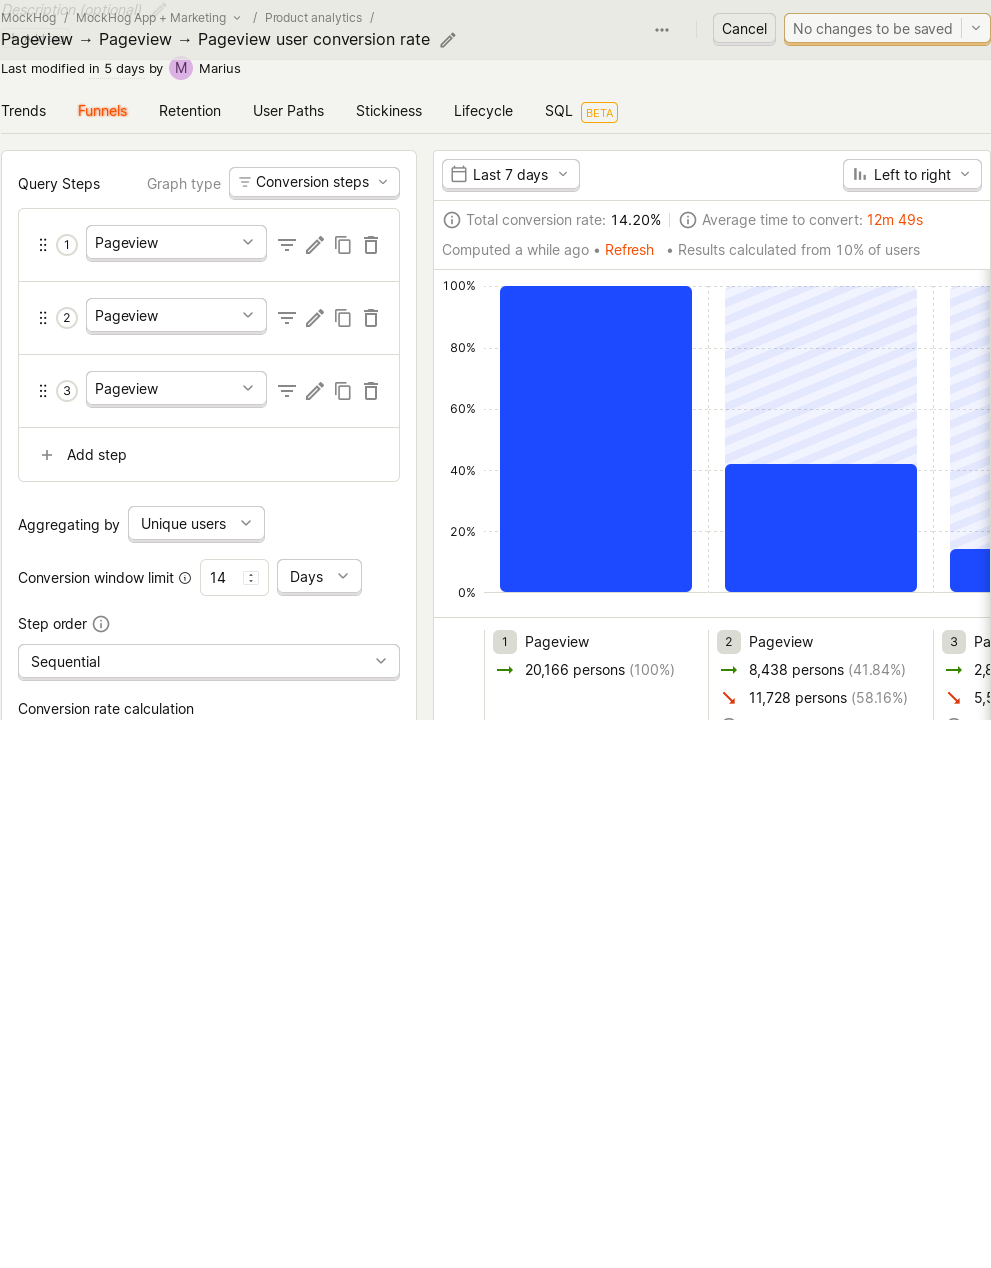 Description (optional)
MockHog / MockHog App + Marketing / Product analytics /
Pageview → Pageview → Pageview user conversion rate
Cancel
No changes to be saved
Last modified in 5 days by M Marius
Trends Funnels Retention User Paths Stickiness Lifecycle SQL BETA
Query Steps Graph type Conversion steps
1 Pageview
2 Pageview
3 Pageview
+ Add step
Aggregating by Unique users
Conversion window limit 14 Days
Step order
Sequential
Conversion rate calculation
Last 7 days Left to right
Total conversion rate: 14.20% Average time to convert: 12m 49s
Computed a while ago • Refresh • Results calculated from 10% of users
100%
80%
60%
40%
20%
0%
1 Pageview
20,166 persons (100%)
2 Pageview
8,438 persons (41.84%)
11,728 persons (58.16%)
3 Pa
2,8
5,5